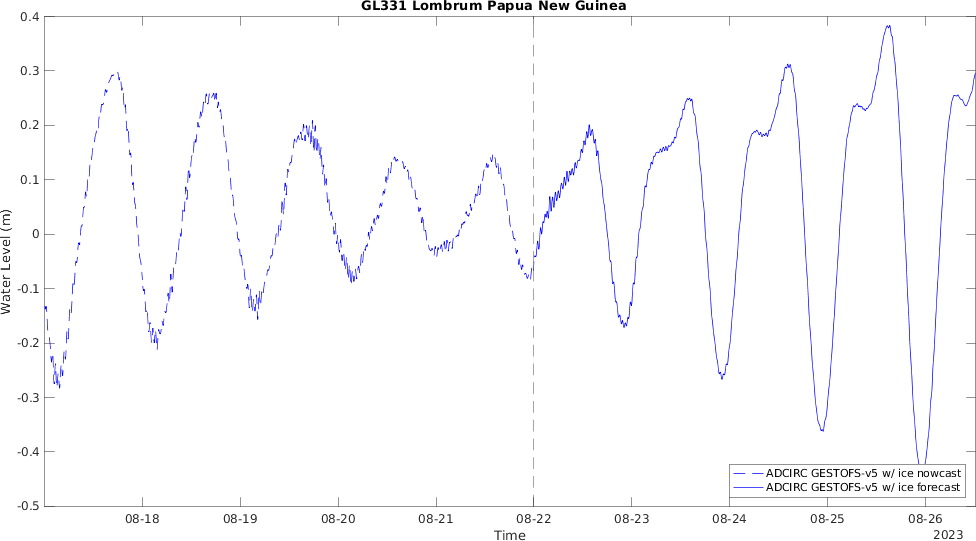 GL331 Lombrum Papua New Guinea
Water Level (m)
0.4
0.3
0.2
0.1
0
-0.1
-0.2
-0.3
-0.4
-0.5
ADCIRC GESTOFS-v5 w/ ice nowcast
ADCIRC GESTOFS-v5 w/ ice forecast
08-18 08-19 08-20 08-21 08-22 08-23 08-24 08-25 08-26
Time
2023